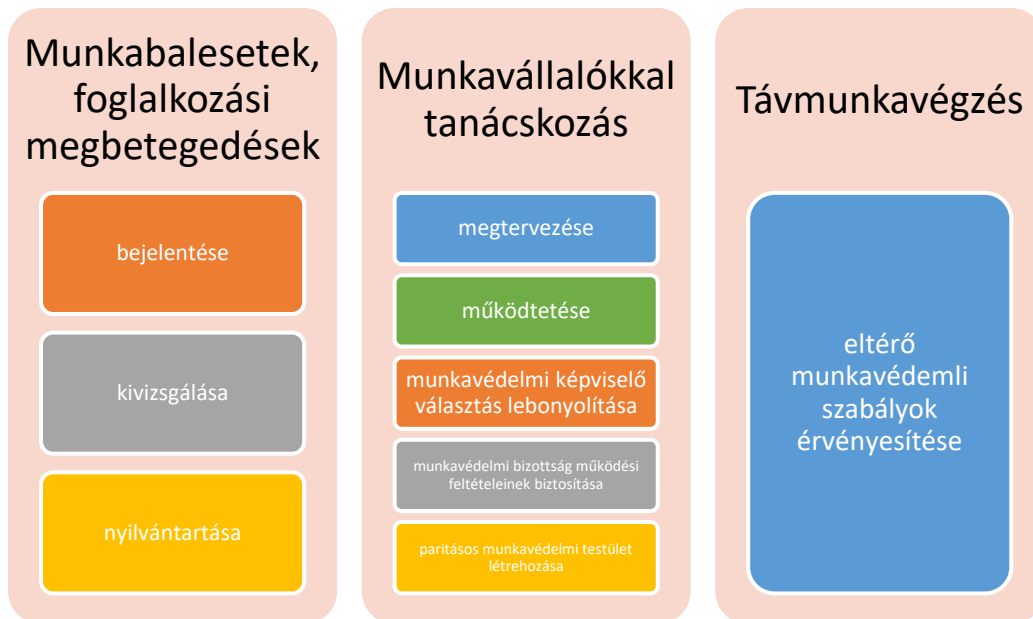 Munkabalesetek,
foglalkozási
megbetegedések
bejelentése
kivizsgálása
nyilvántartása
Munkavállalókkal
tanácskozás
megtervezése
működtetése
munkavédelmi képviselő
választás lebonyolítása
munkavédelmi bizottság működési
feltételeinek biztosítása
paritásos munkavédelmi testület
létrehozása
Távmunkavégzés
eltérő
munkavédemli
szabályok
érvényesítése